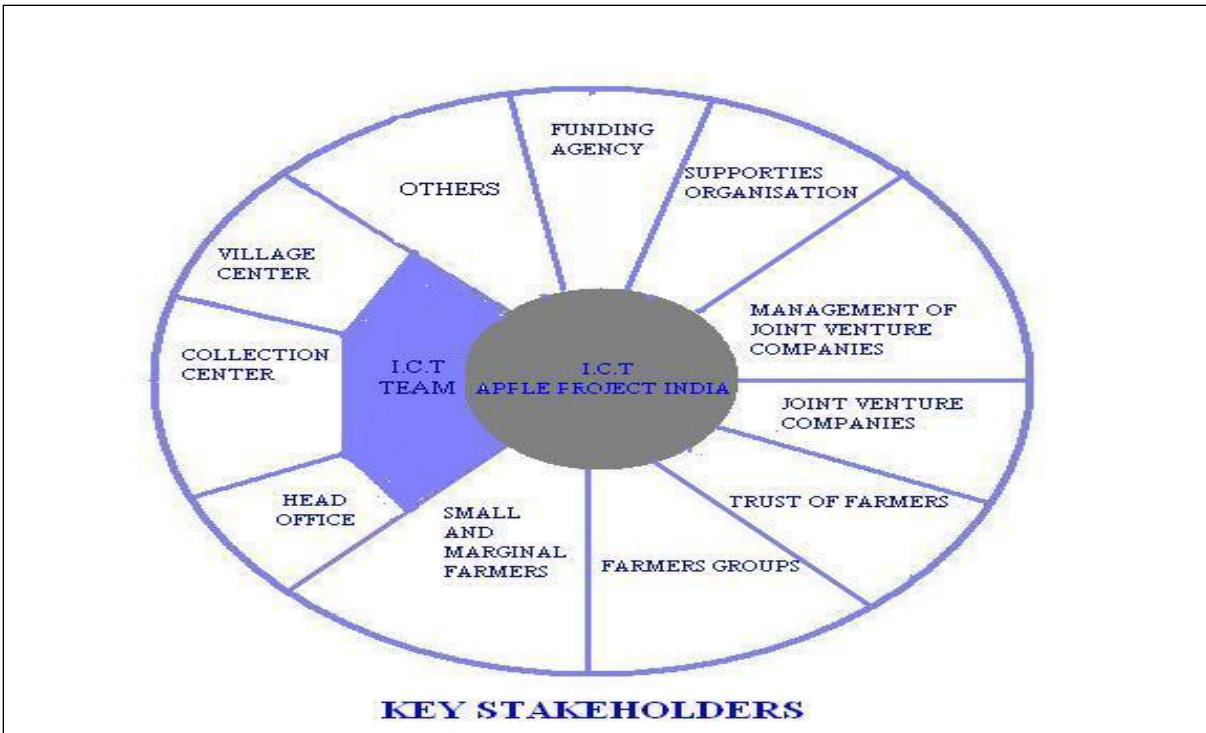 FUNDING
AGENCY
SUPPORTIES
ORGANISATION
MANAGEMENT OF
JOINT VENTURE
COMPANIES
JOINT VENTURE
COMPANIES
TRUST OF FARMERS
FARMERS GROUPS
SMALL
AND
MARGINAL
FARMERS
HEAD
OFFICE
COLLECTION
CENTER
VILLAGE
CENTER
OTHERS
I.C.T
TEAM
I.C.T
APPLE PROJECT INDIA
KEY STAKEHOLDERS